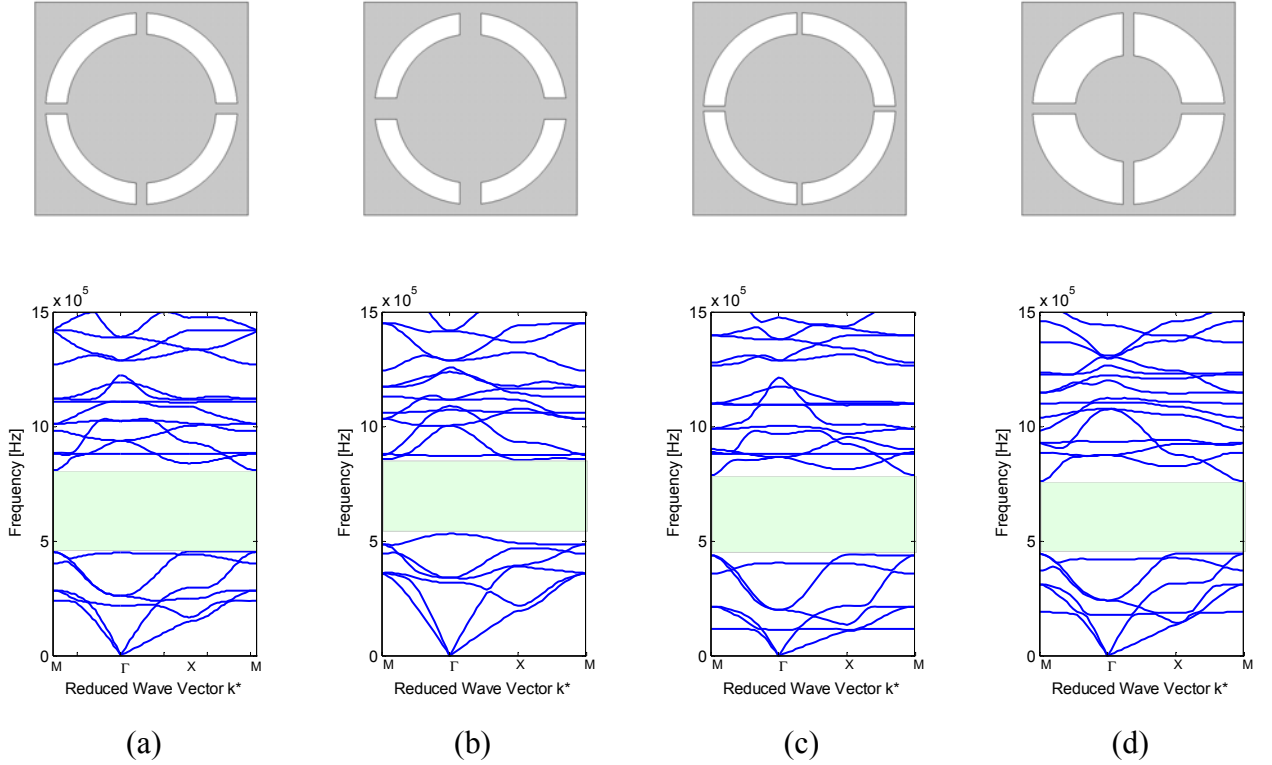 15 x 10^5
10
5
0
Frequency [Hz]
M Γ X M
Reduced Wave Vector k*
(a)
15 x 10^5
10
5
0
Frequency [Hz]
M Γ X M
Reduced Wave Vector k*
(b)
15 x 10^5
10
5
0
Frequency [Hz]
M Γ X M
Reduced Wave Vector k*
(c)
15 x 10^5
10
5
0
Frequency [Hz]
M Γ X M
Reduced Wave Vector k*
(d)